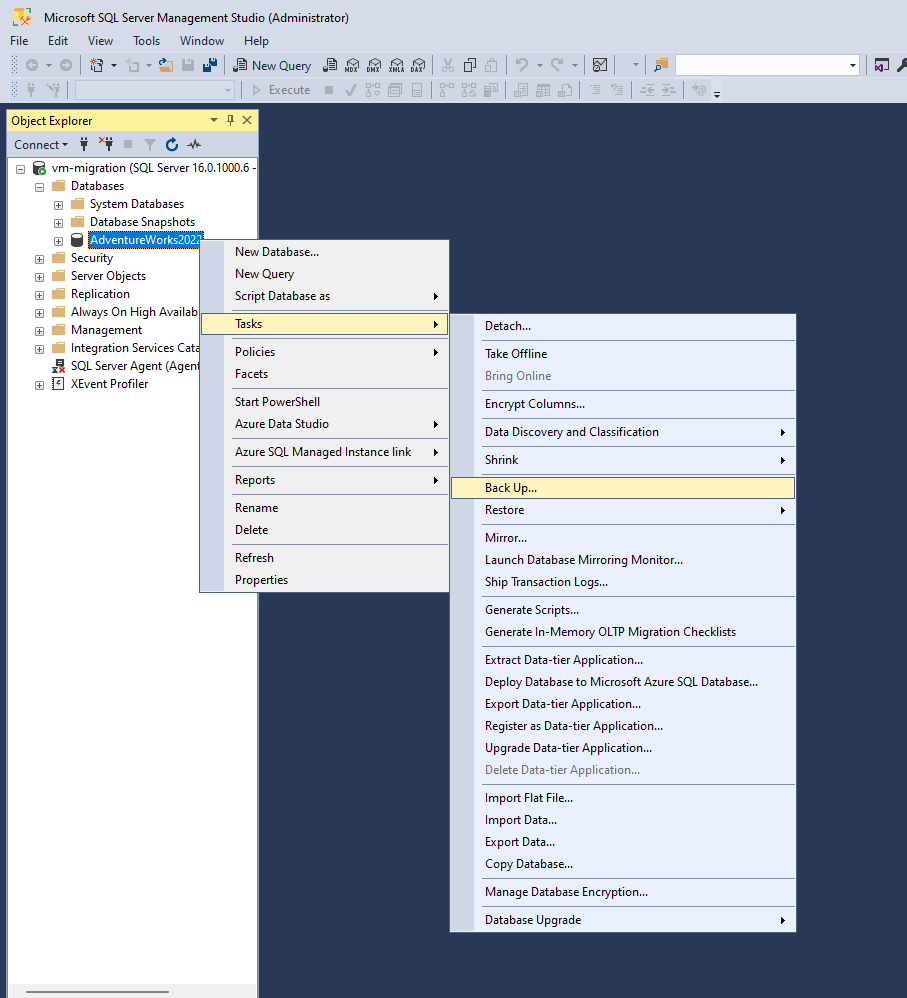 Microsoft SQL Server Management Studio (Administrator)
File Edit View Tools Window Help
New Query MDX DMX XMLA DAX
Execute
Object Explorer
Connect
vm-migration (SQL Server 16.0.1000.6 -
Databases
System Databases
Database Snapshots
AdventureWorks2022
Security
Server Objects
Replication
Always On High Availab
Management
Integration Services Cata
SQL Server Agent (Agent
XEvent Profiler
New Database...
New Query
Script Database as
Tasks
Policies
Facets
Start PowerShell
Azure Data Studio
Azure SQL Managed Instance link
Reports
Rename
Delete
Refresh
Properties
Detach...
Take Offline
Bring Online
Encrypt Columns...
Data Discovery and Classification
Shrink
Back Up...
Restore
Mirror...
Launch Database Mirroring Monitor...
Ship Transaction Logs...
Generate Scripts...
Generate In-Memory OLTP Migration Checklists
Extract Data-tier Application...
Deploy Database to Microsoft Azure SQL Database...
Export Data-tier Application...
Register as Data-tier Application...
Upgrade Data-tier Application...
Delete Data-tier Application...
Import Flat File...
Import Data...
Export Data...
Copy Database...
Manage Database Encryption...
Database Upgrade